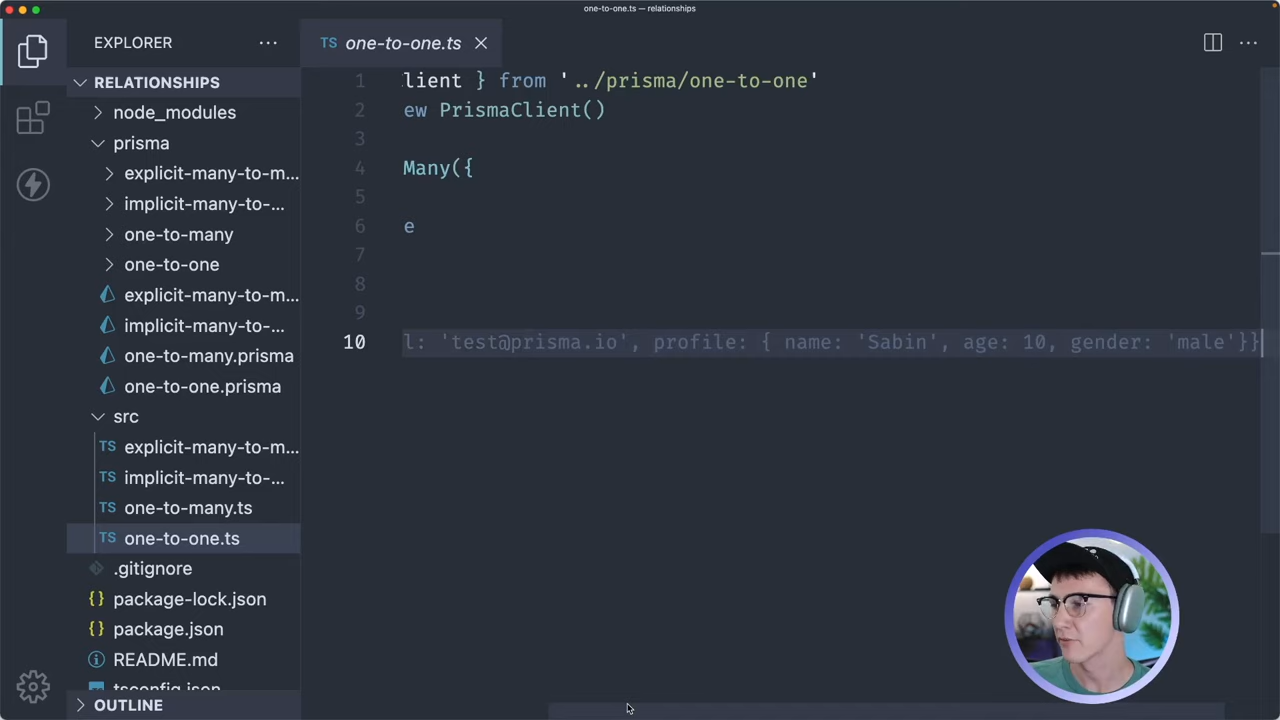 one-to-one.ts — relationships
EXPLORER
RELATIONSHIPS
node_modules
prisma
explicit-many-to-m...
implicit-many-to-...
one-to-many
one-to-one
explicit-many-to-m...
implicit-many-to-...
one-to-many.prisma
one-to-one.prisma
src
TS explicit-many-to-m...
TS implicit-many-to-...
TS one-to-many.ts
TS one-to-one.ts
.gitignore
{} package-lock.json
{} package.json
README.md
tsconfig.json
OUTLINE
TS one-to-one.ts
1 lient } from '../prisma/one-to-one'
2 ew PrismaClient()
3
4 Many({
5
6 e
7
8
9
10 l: 'test@prisma.io', profile: { name: 'Sabin', age: 10, gender: 'male'}}